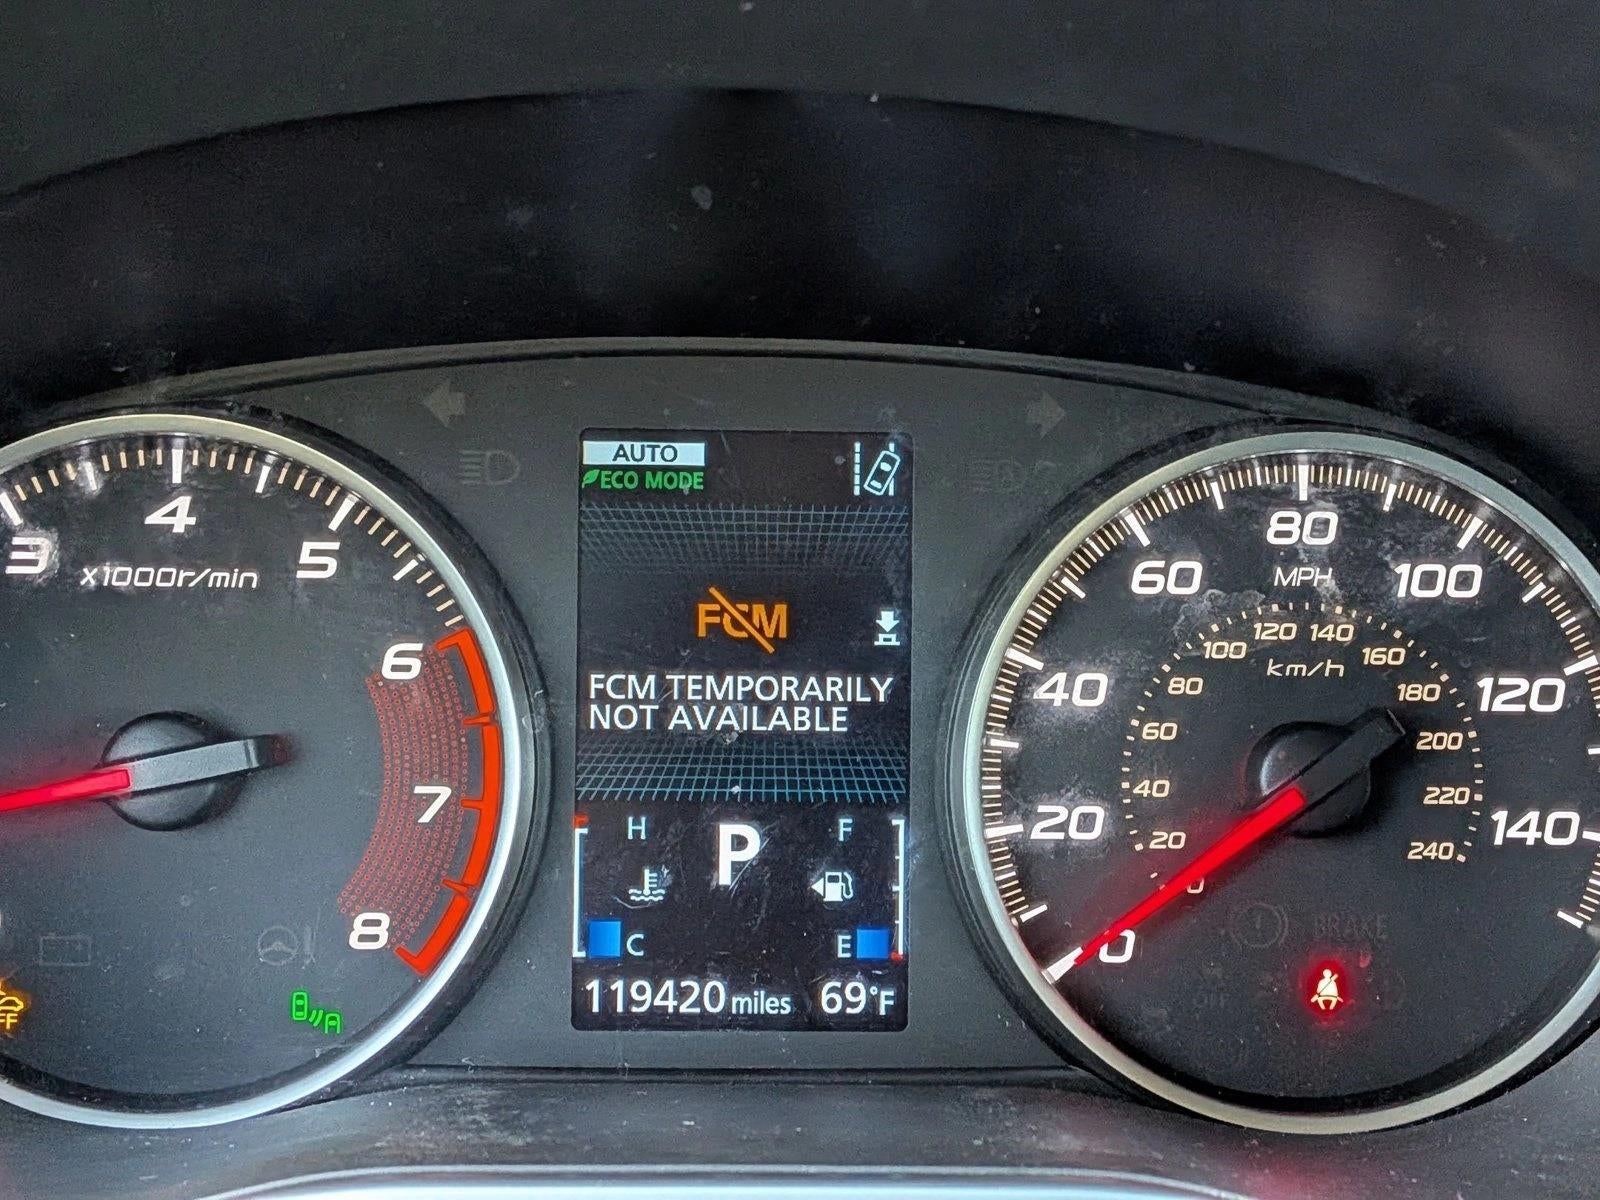 AUTO
ECO MODE
FCM
FCM TEMPORARILY
NOT AVAILABLE
H
P
F
C
E
119420 miles 69°F
3 4 5 6 7 8
x1000r/min
0 20 40 60 80 100 120 140
MPH
20 40 60 80 100 120 140 160 180 200 220 240
km/h
BRAKE